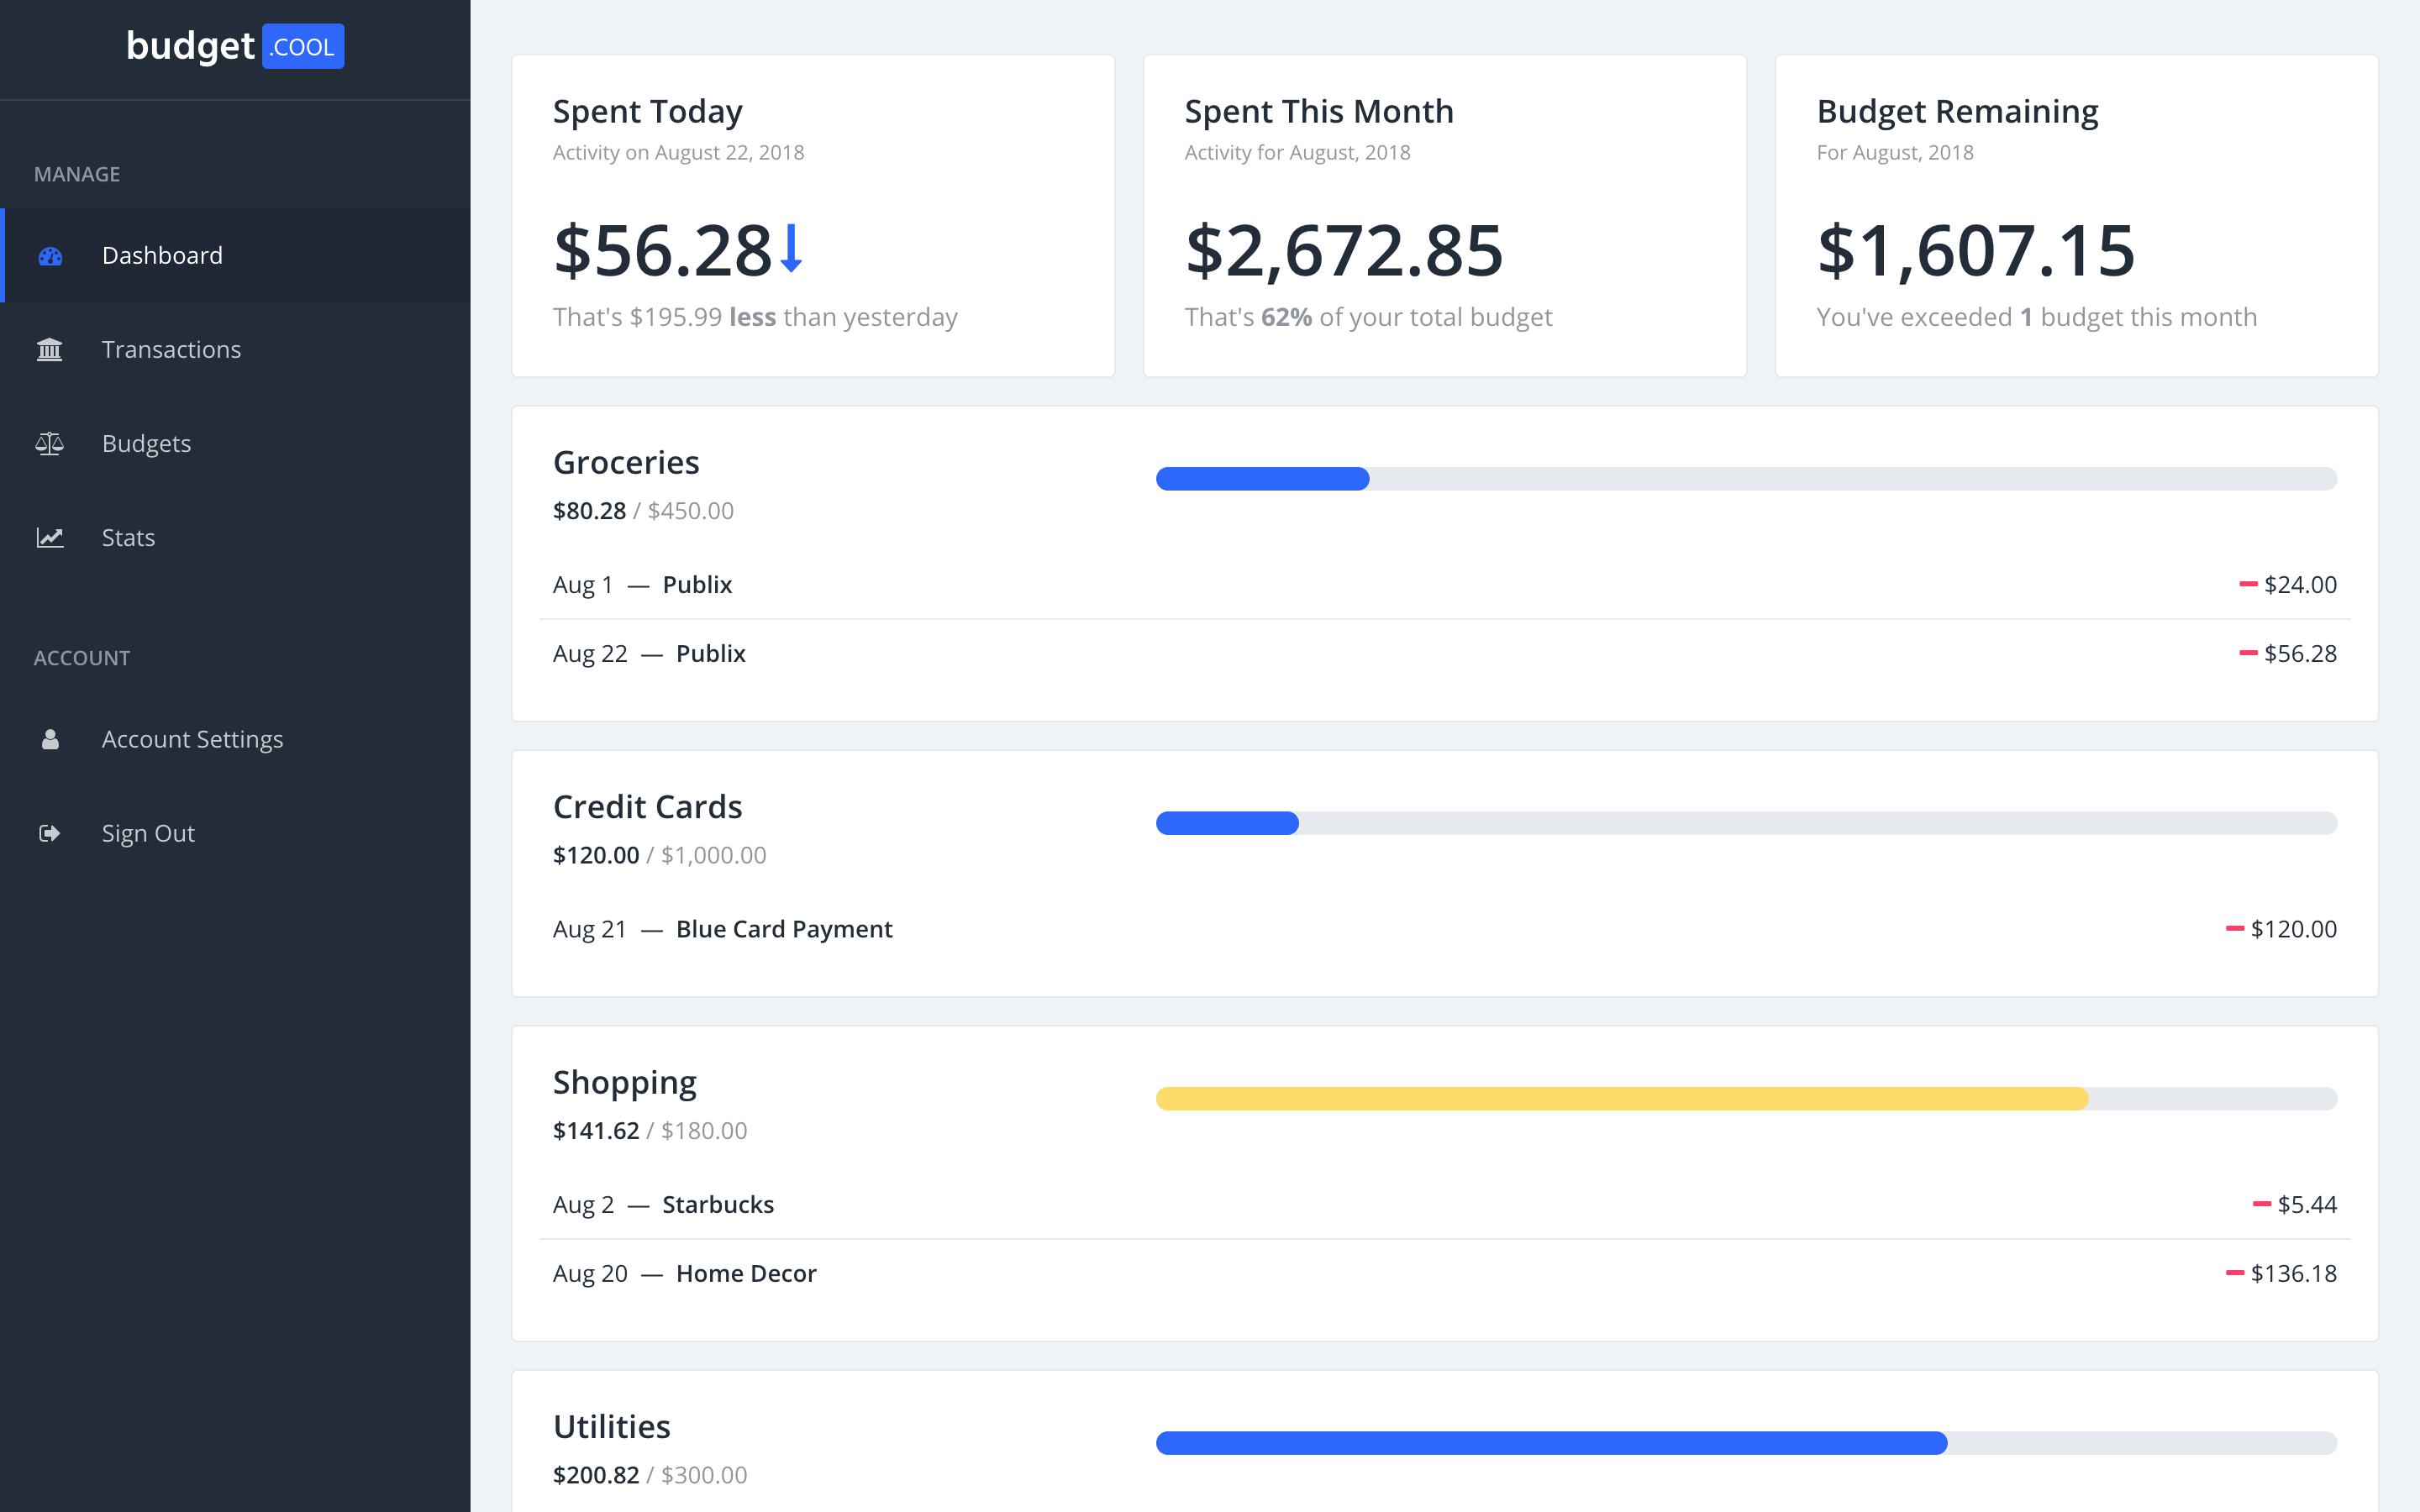 budget .COOL
MANAGE
Dashboard
Transactions
Budgets
Stats
ACCOUNT
Account Settings
Sign Out
Spent Today
Activity on August 22, 2018
$56.28
That's $195.99 less than yesterday
Spent This Month
Activity for August, 2018
$2,672.85
That's 62% of your total budget
Budget Remaining
For August, 2018
$1,607.15
You've exceeded 1 budget this month
Groceries
$80.28 / $450.00
Aug 1 — Publix $24.00
Aug 22 — Publix $56.28
Credit Cards
$120.00 / $1,000.00
Aug 21 — Blue Card Payment $120.00
Shopping
$141.62 / $180.00
Aug 2 — Starbucks $5.44
Aug 20 — Home Decor $136.18
Utilities
$200.82 / $300.00